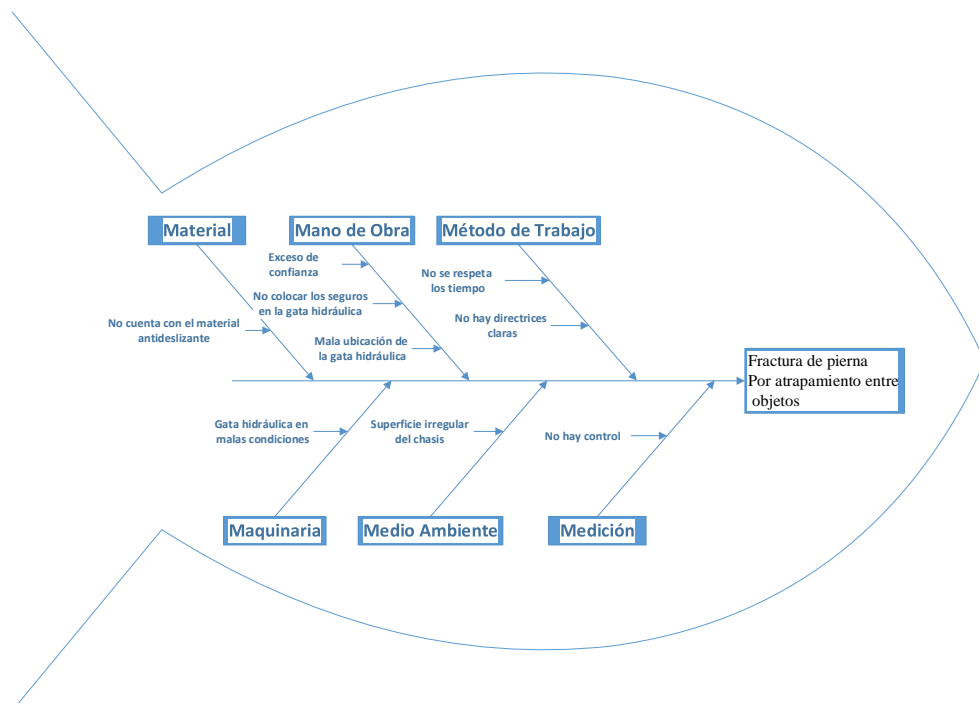 Material
Mano de Obra
Método de Trabajo
Exceso de
confianza
No se respeta
los tiempo
No colocar los seguros
en la gata hidráulica
No cuenta con el material
antideslizante
No hay directrices
claras
Mala ubicación de
la gata hidráulica
Fractura de pierna
Por atrapamiento entre
objetos
Gata hidráulica en
malas condiciones
Superficie irregular
del chasis
No hay control
Maquinaria
Medio Ambiente
Medición